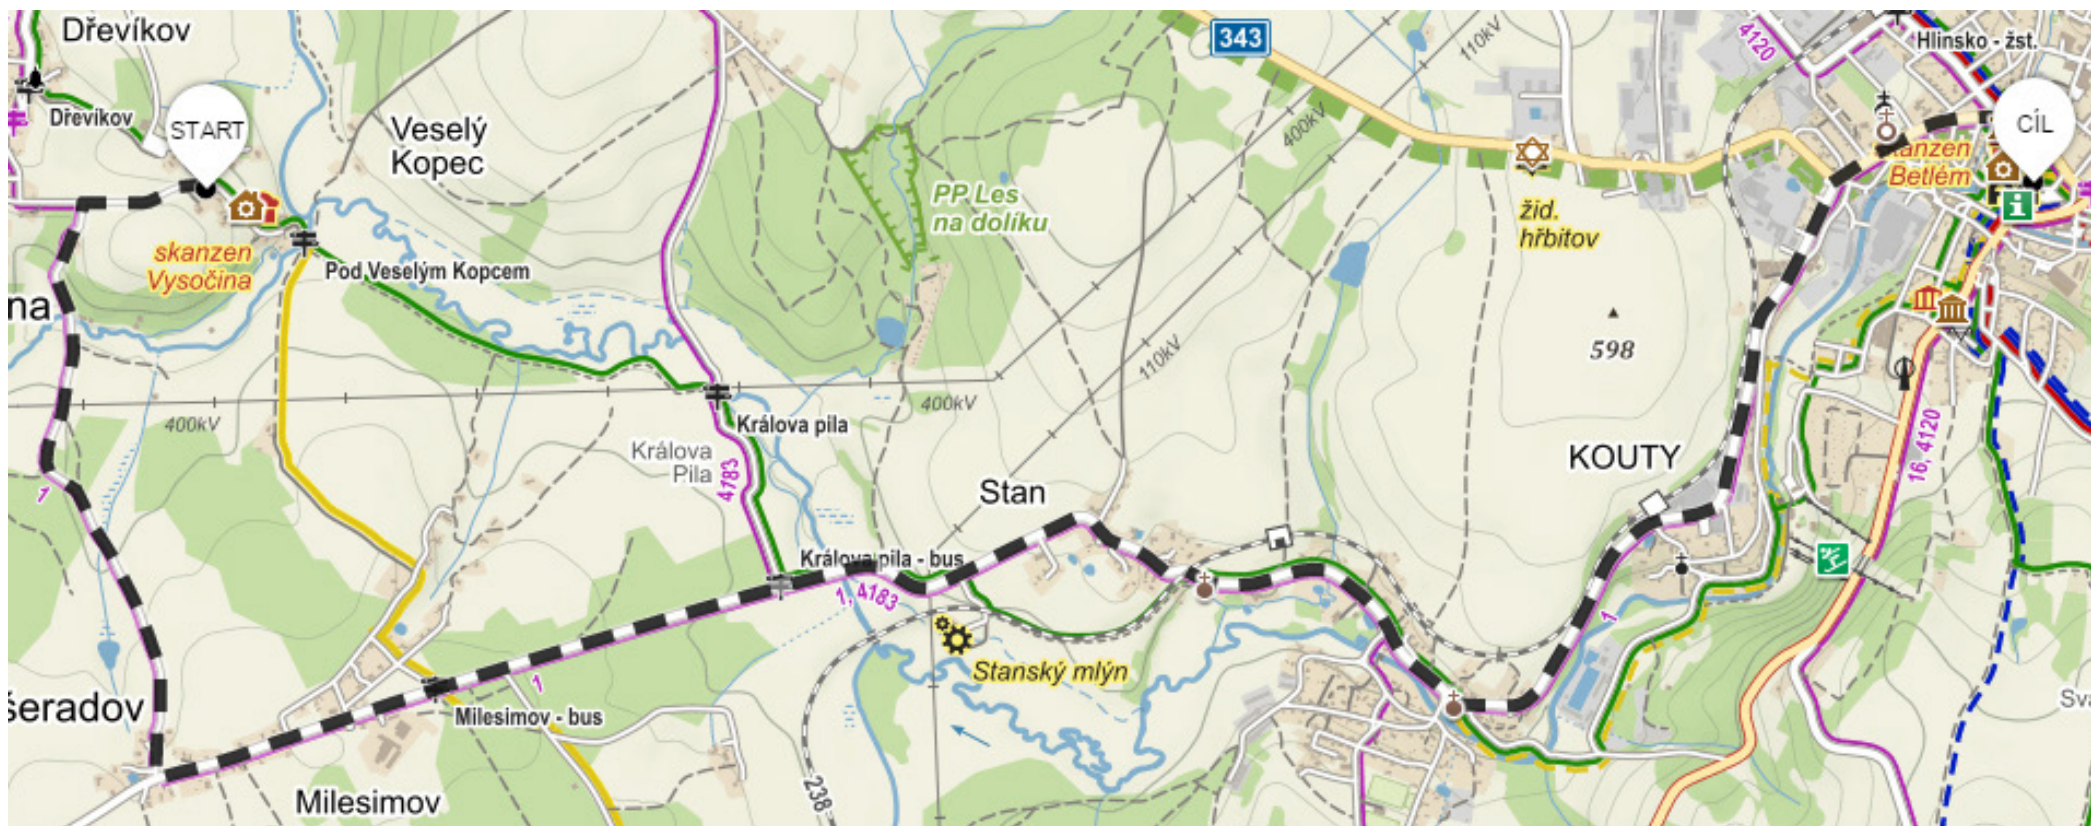 Dřevíkov
Dřevíkov
START
Veselý
Kopec
skanzen
Vysočina
Pod Veselým Kopcem
na
400kV
1
šeradov
Milesimov
Milesimov - bus
1
Králova pila
Králova
Pila
4183
Králova pila - bus
1, 4183
PP Les
na dolíku
400kV
110kV
400kV
110kV
343
Stan
Stanský mlýn
238
žid.
hřbitov
598
KOUTY
1
4120
Hlinsko - žst.
CÍL
skanzen
Betlém
i
16, 4120